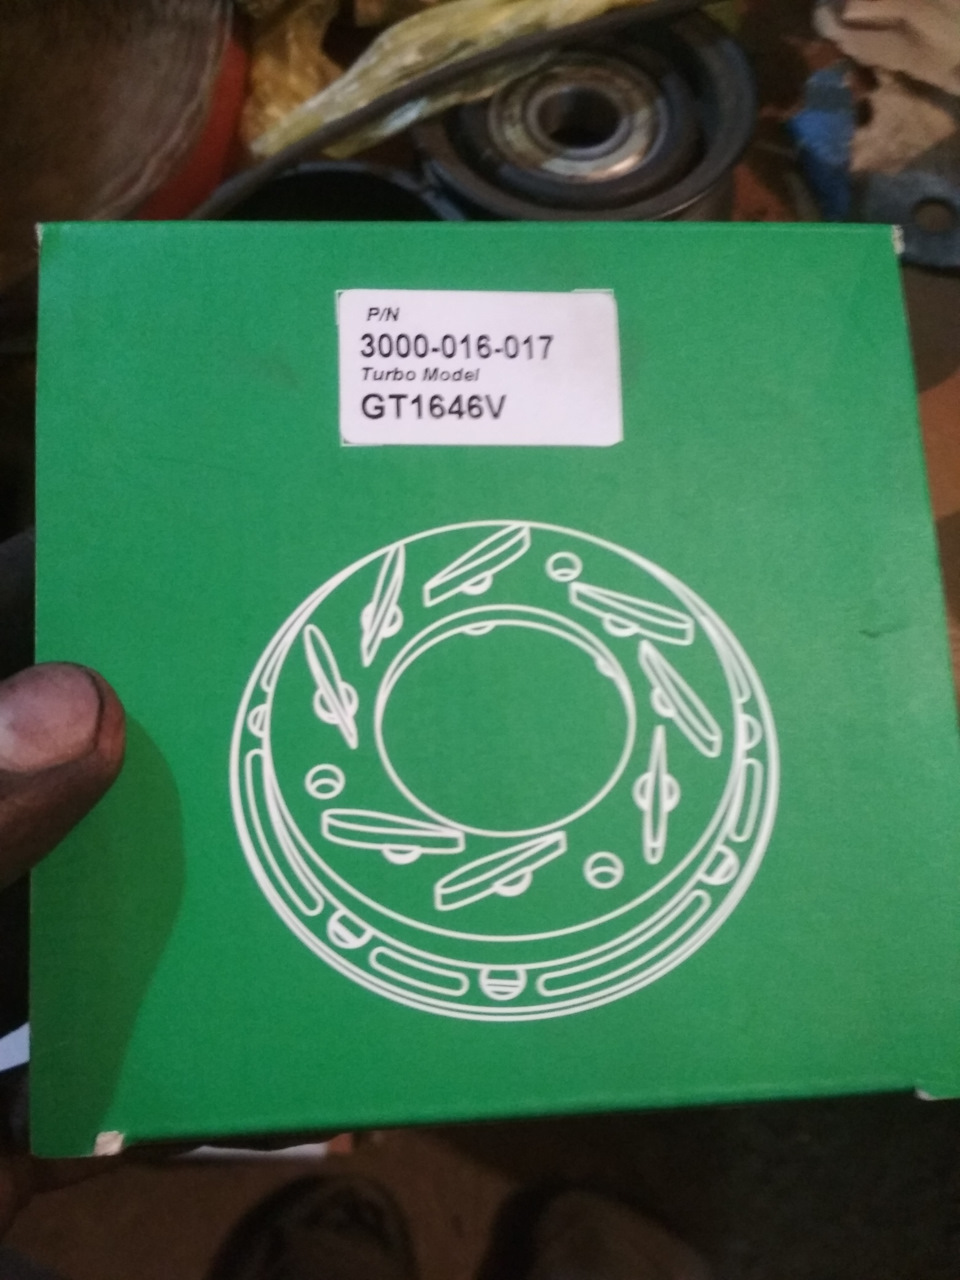 P/N
3000-016-017
Turbo Model
GT1646V